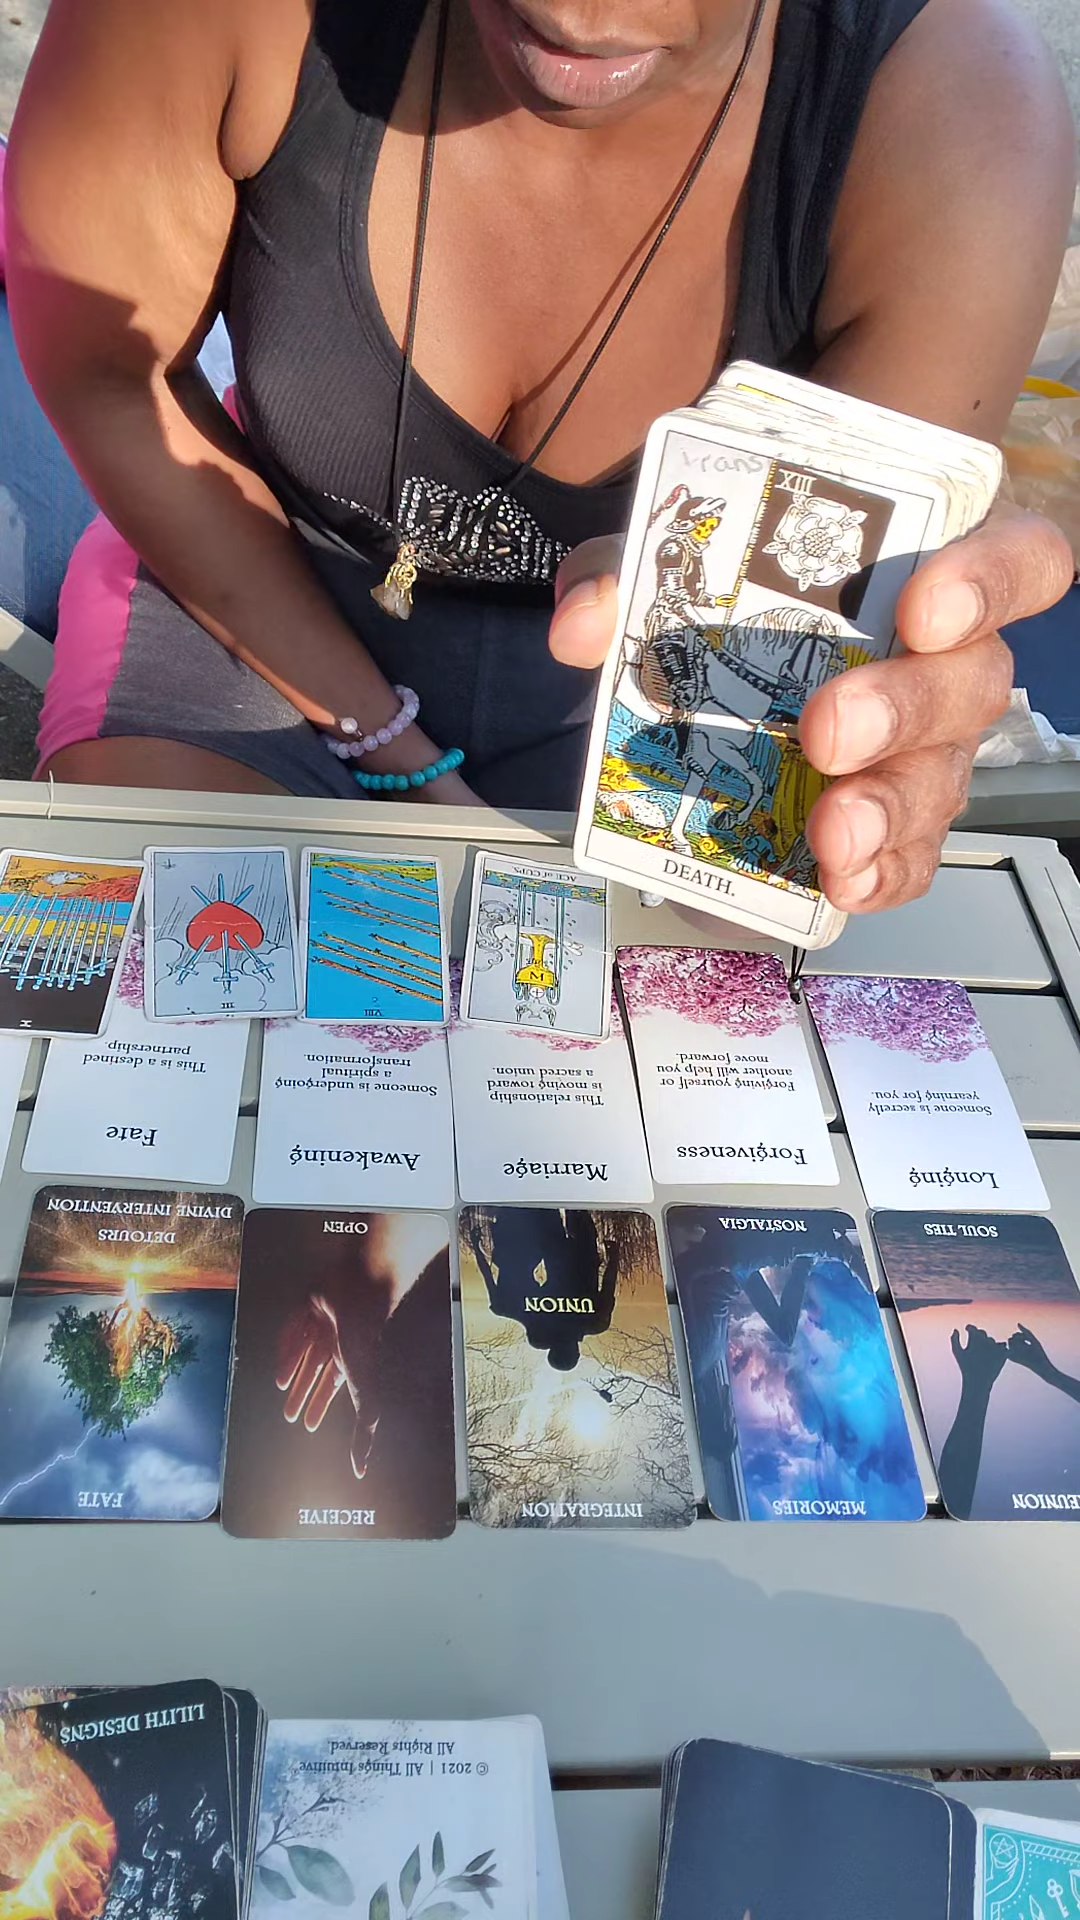 XIII
DEATH.
X
III
VIII
ACE of CUPS.
Fate
This is a destined
partnership.
Awakening
Someone is undergoing
a spiritual
transformation.
Marriage
This relationship
is moving toward
a sacred union.
Forgiveness
Forgiving yourself or
another will help you
move forward.
Longing
Someone is secretly
yearning for you.
FATE
DETOURS
DIVINE INTERVENTION
RECEIVE
OPEN
INTEGRATION
UNION
MEMORIES
NOSTALGIA
SOUL TIES
LILITH DESIGNS
© 2021 | All Things Intuitive
All Rights Reserved.